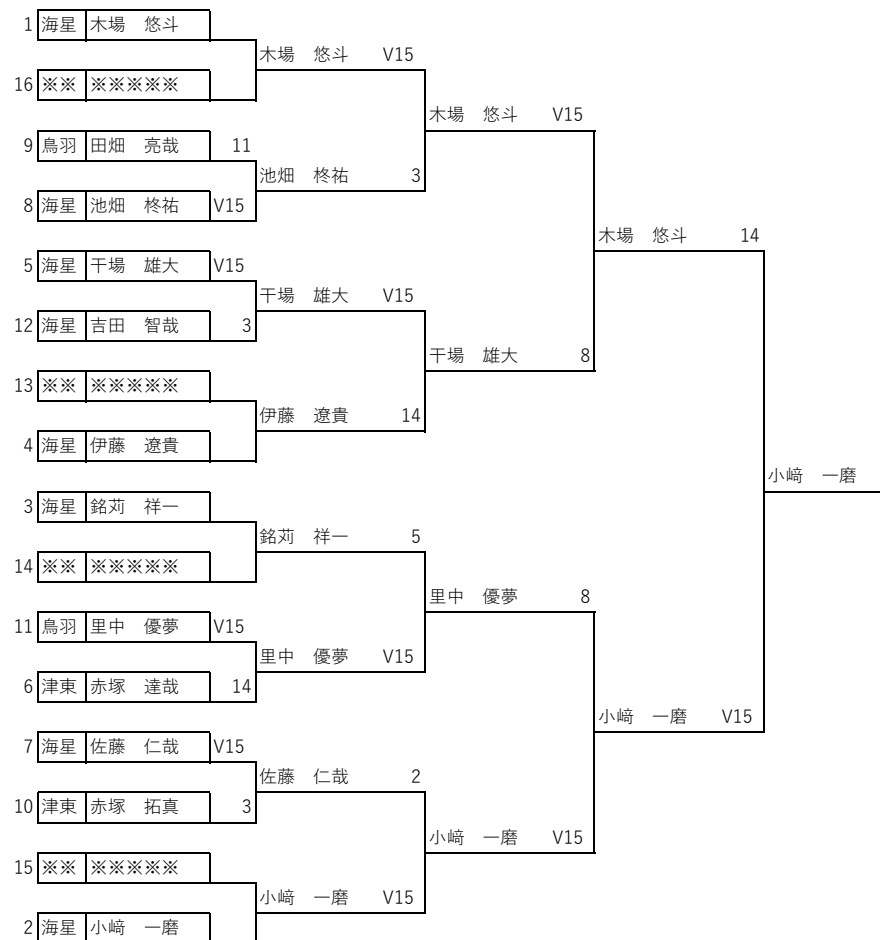 1 海星 木場　悠斗
木場　悠斗 V15
16 ※※ ※※※※※
木場　悠斗 V15
9 鳥羽 田畑　亮哉 11
池畑　柊祐 3
8 海星 池畑　柊祐 V15
木場　悠斗 14
5 海星 干場　雄大 V15
干場　雄大 V15
12 海星 吉田　智哉 3
干場　雄大 8
13 ※※ ※※※※※
伊藤　遼貴 14
4 海星 伊藤　遼貴
小﨑　一磨
3 海星 銘苅　祥一
銘苅　祥一 5
14 ※※ ※※※※※
里中　優夢 8
11 鳥羽 里中　優夢 V15
里中　優夢 V15
6 津東 赤塚　達哉 14
小﨑　一磨 V15
7 海星 佐藤　仁哉 V15
佐藤　仁哉 2
10 津東 赤塚　拓真 3
小﨑　一磨 V15
15 ※※ ※※※※※
小﨑　一磨 V15
2 海星 小﨑　一磨